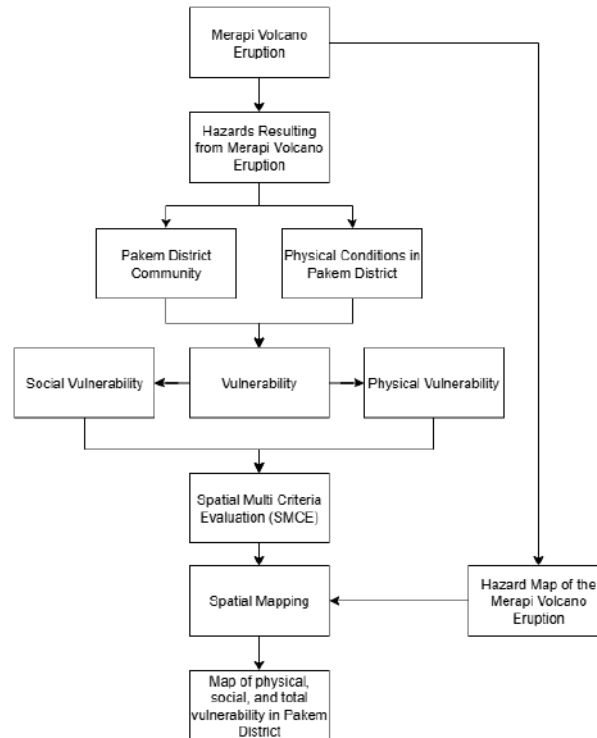 Merapi Volcano
Eruption
Hazards Resulting
from Merapi Volcano
Eruption
Pakem District
Community
Physical Conditions in
Pakem District
Social Vulnerability
Vulnerability
Physical Vulnerability
Spatial Multi Criteria
Evaluation (SMCE)
Spatial Mapping
Hazard Map of the
Merapi Volcano
Eruption
Map of physical,
social, and total
vulnerability in Pakem
District